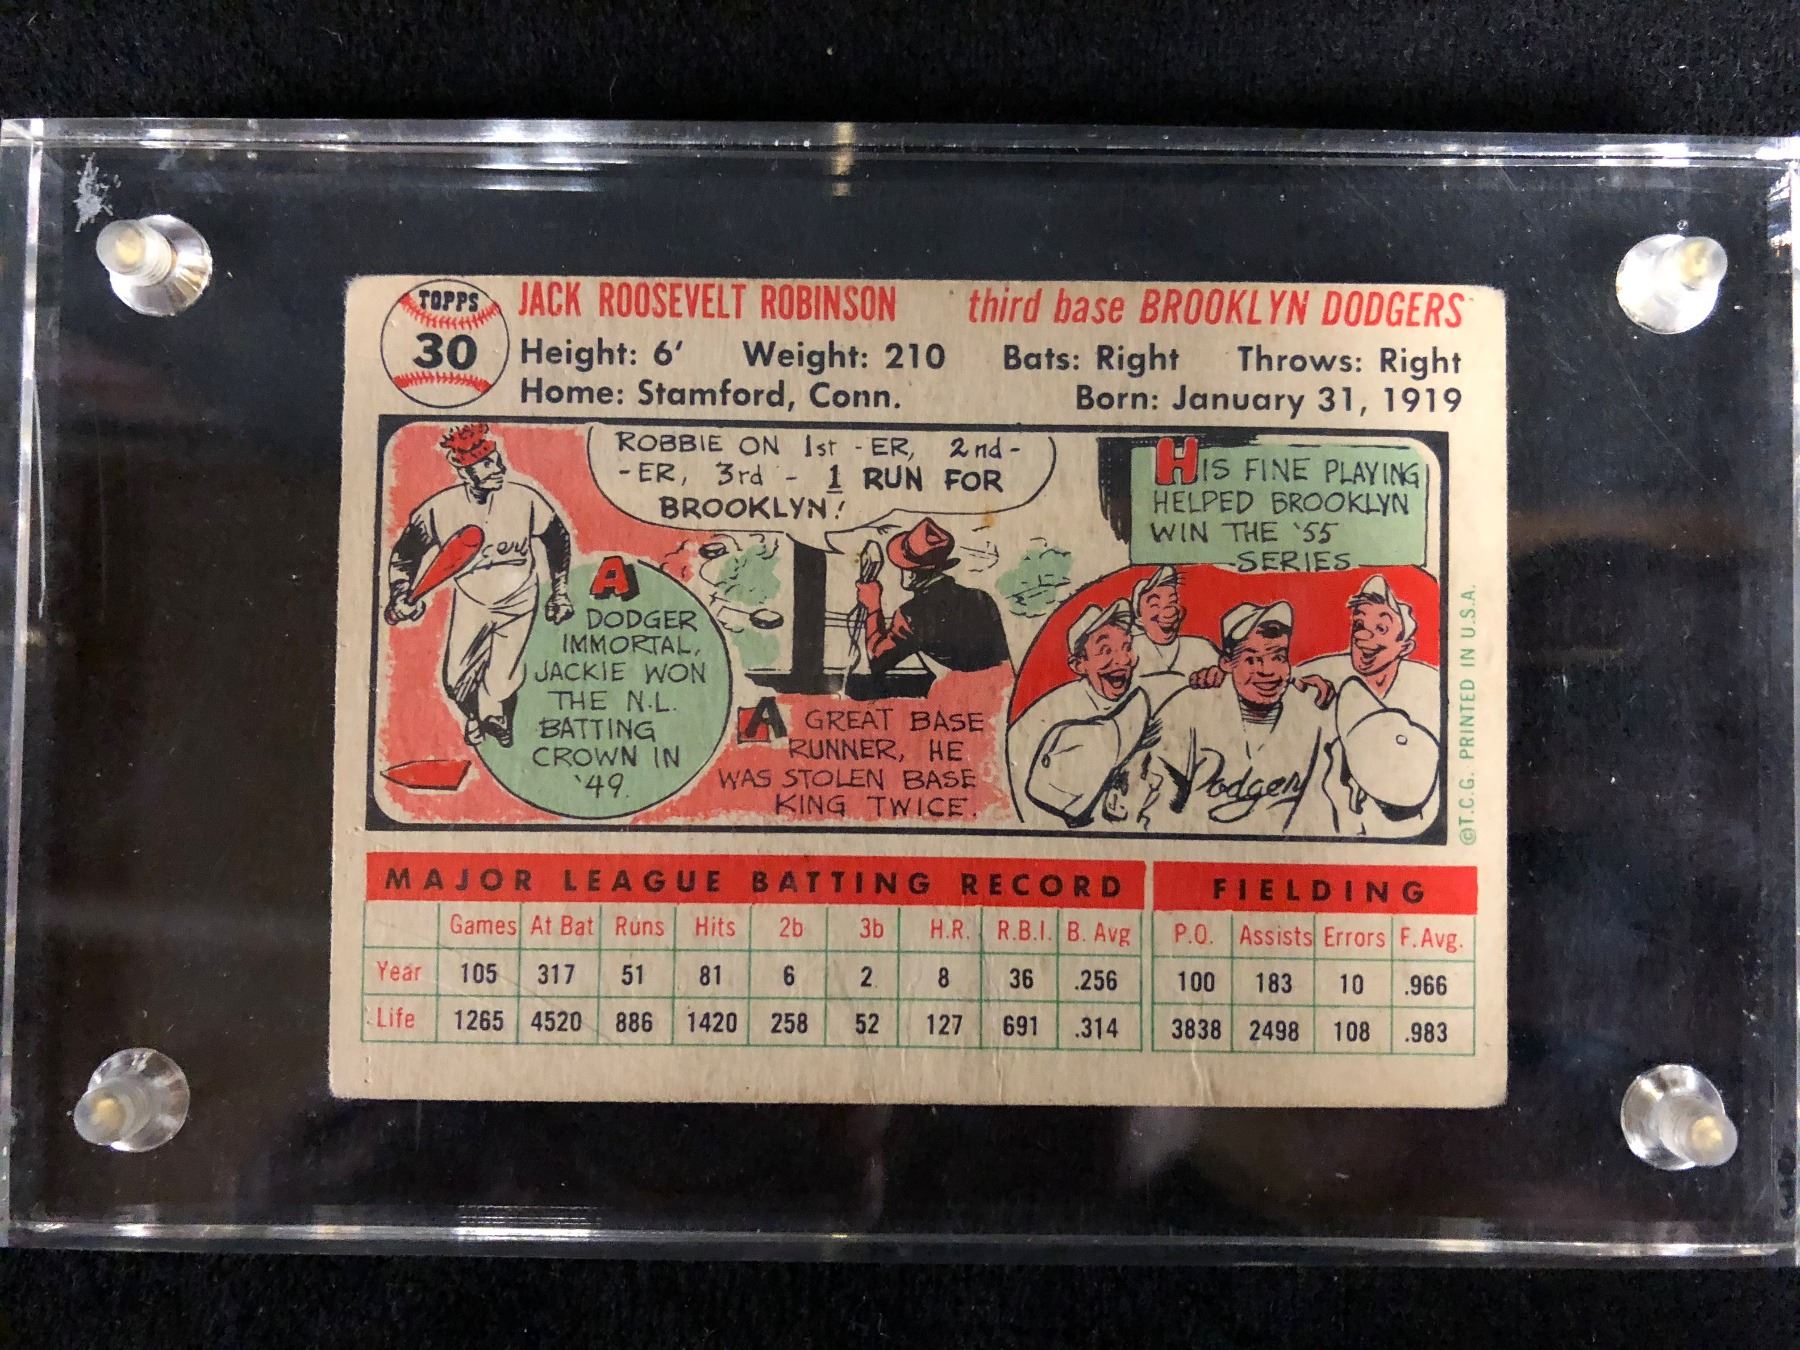 TOPPS
30
JACK ROOSEVELT ROBINSON third base BROOKLYN DODGERS
Height: 6' Weight: 210 Bats: Right Throws: Right
Home: Stamford, Conn. Born: January 31, 1919
ROBBIE ON 1st -ER, 2nd-
-ER, 3rd - 1 RUN FOR
BROOKLYN!
A
DODGER
IMMORTAL,
JACKIE WON
THE N.L.
BATTING
CROWN IN
'49.
A GREAT BASE
RUNNER, HE
WAS STOLEN BASE
KING TWICE.
HIS FINE PLAYING
HELPED BROOKLYN
WIN THE '55
SERIES
Dodgers
©T.C.G. PRINTED IN U.S.A.
MAJOR LEAGUE BATTING RECORD FIELDING
Games At Bat Runs Hits 2b 3b H.R. R.B.I. B. Avg P.O. Assists Errors F. Avg.
Year 105 317 51 81 6 2 8 36 .256 100 183 10 .966
Life 1265 4520 886 1420 258 52 127 691 .314 3838 2498 108 .983